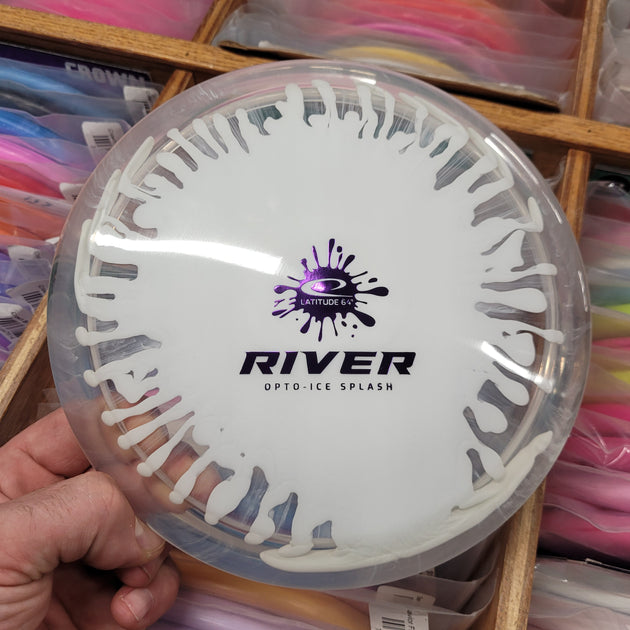 CROWN
LATITUDE 64°
RIVER
OPTO-ICE SPLASH